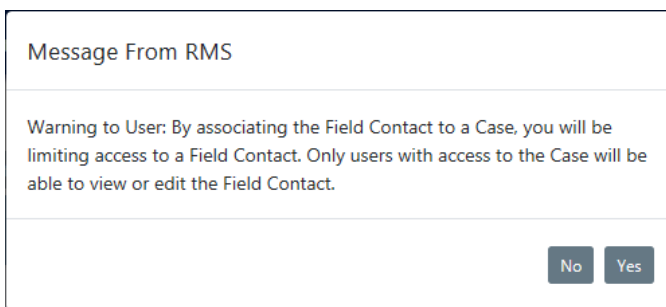 Message From RMS
Warning to User: By associating the Field Contact to a Case, you will be
limiting access to a Field Contact. Only users with access to the Case will be
able to view or edit the Field Contact.
No Yes